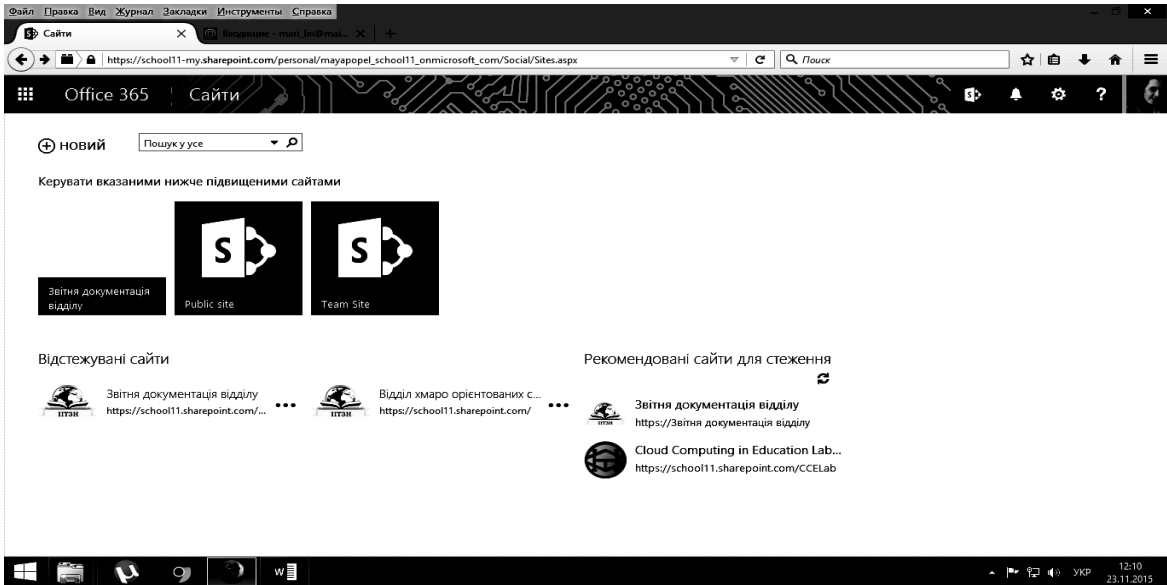 Файл Правка Вид Журнал Закладки Инструменты Справка
Сайти
Входящие - mari_lin@mai...
https://school11-my.sharepoint.com/personal/mayapopel_school11_onmicrosoft_com/Social/Sites.aspx
Поиск
Office 365 Сайти
новий
Пошук у усе
Керувати вказаними нижче підвищеними сайтами
Звітня документація
відділу
Public site
Team Site
Відстежувані сайти
Звітня документація відділу
https://school11.sharepoint.com/...
Відділ хмаро орієнтованих с...
https://school11.sharepoint.com/
Рекомендовані сайти для стеження
Звітня документація відділу
https://Звітня документація відділу
Cloud Computing in Education Lab...
https://school11.sharepoint.com/CCELab
УКР
12:10
23.11.2015